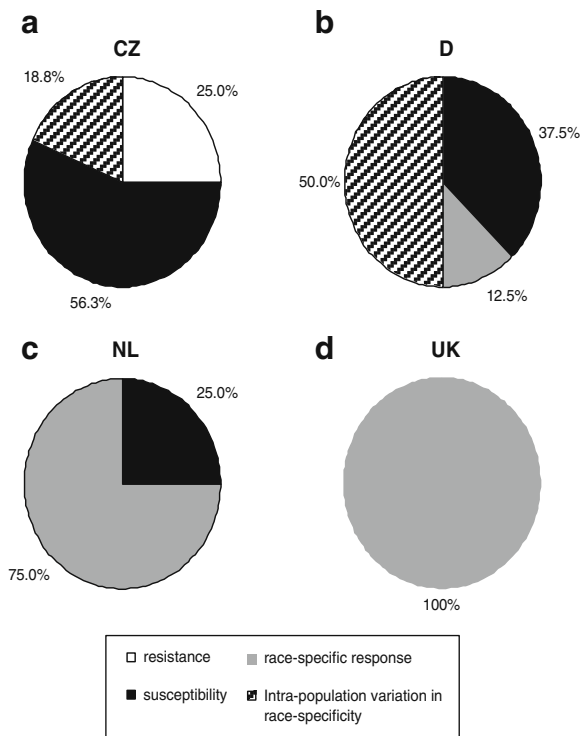 a
CZ
18.8%
25.0%
56.3%
b
D
37.5%
50.0%
12.5%
c
NL
25.0%
75.0%
d
UK
100%
resistance
race-specific response
susceptibility
Intra-population variation in
race-specificity